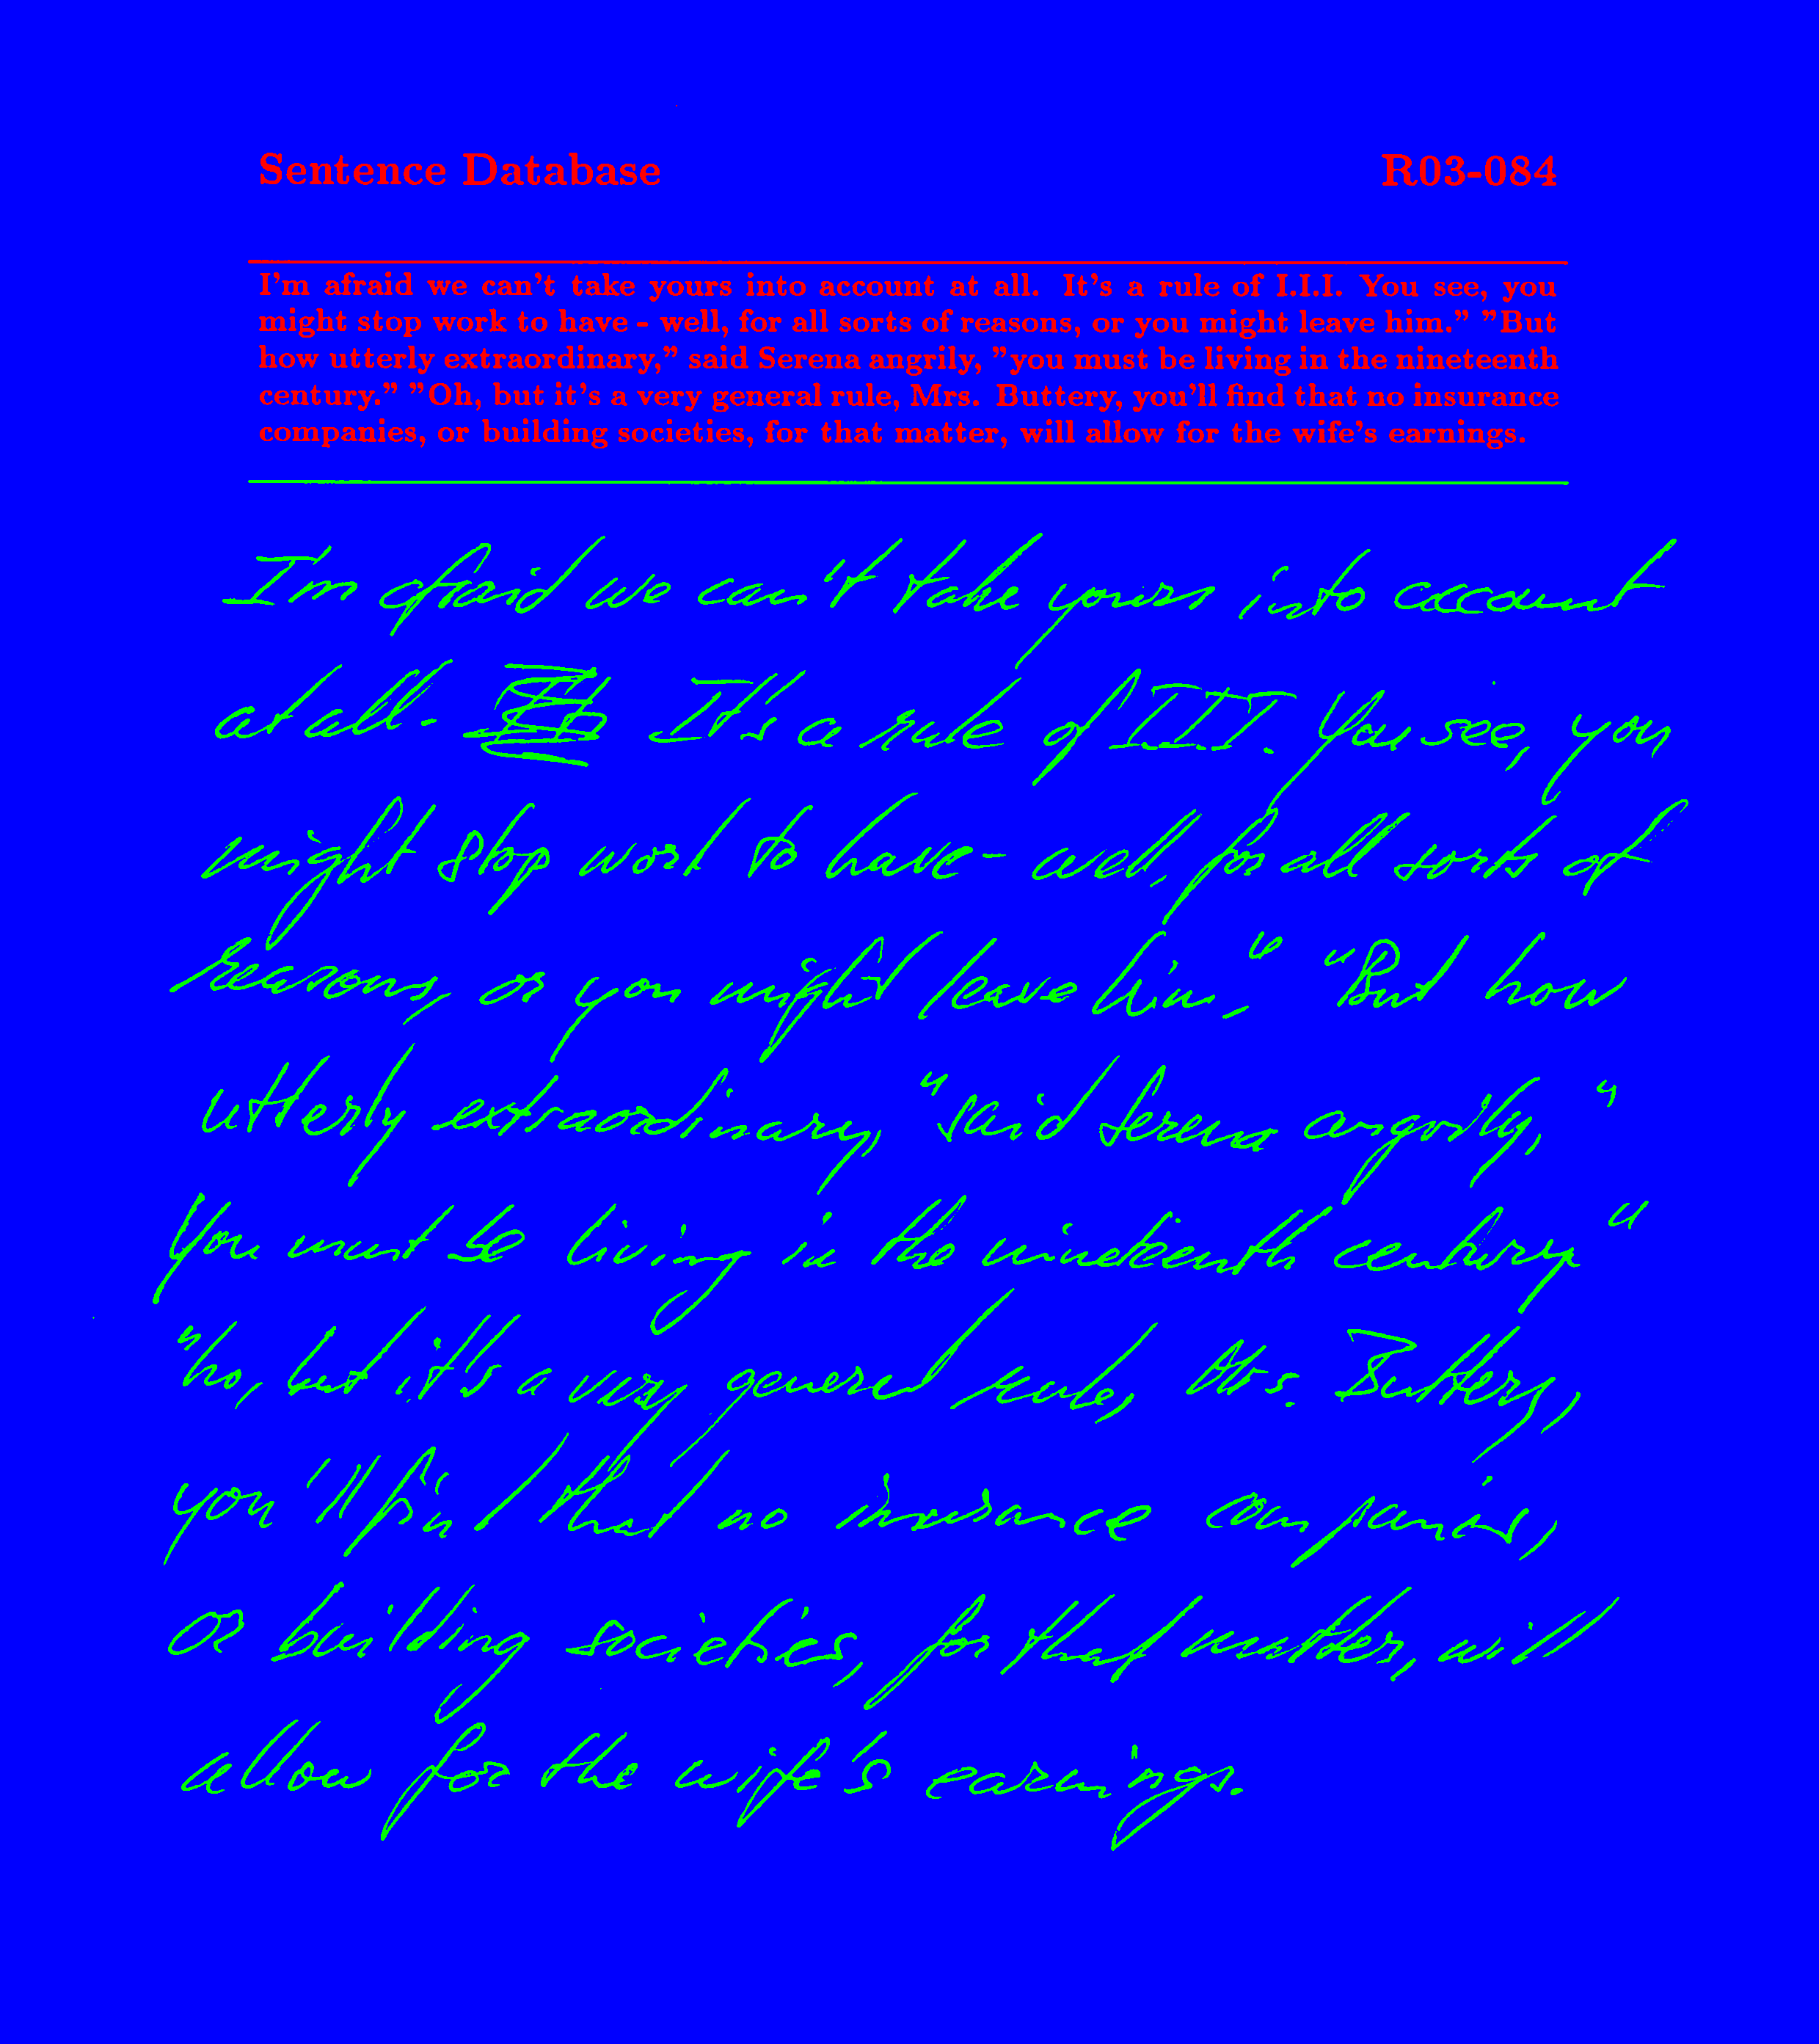 Sentence Database R03-084
I'm afraid we can't take yours into account at all. It's a rule of I.I.I. You see, you
might stop work to have - well, for all sorts of reasons, or you might leave him." "But
how utterly extraordinary," said Serena angrily, "you must be living in the nineteenth
century." "Oh, but it's a very general rule, Mrs. Buttery, you'll find that no insurance
companies, or building societies, for that matter, will allow for the wife's earnings.
I'm afraid we can't take yours into account
at all. It's a rule of I.I.I. You see, you
might stop work to have - well, for all sorts of
reasons, or you might leave him." "But how
utterly extraordinary, "said Serena angrily,"
You must be living in the nineteenth century"
"No, but it's a very general rule, Mrs. Buttery,
you'll find that no insurance companies,
or building societies, for that matter, will
allow for the wife's earnings.